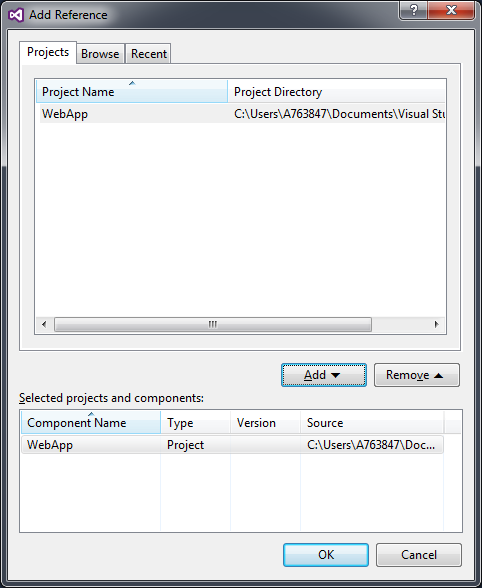 Add Reference
Projects Browse Recent
Project Name Project Directory
WebApp C:\Users\A763847\Documents\Visual Stu
Add Remove
Selected projects and components:
Component Name Type Version Source
WebApp Project C:\Users\A763847\Doc...
OK Cancel